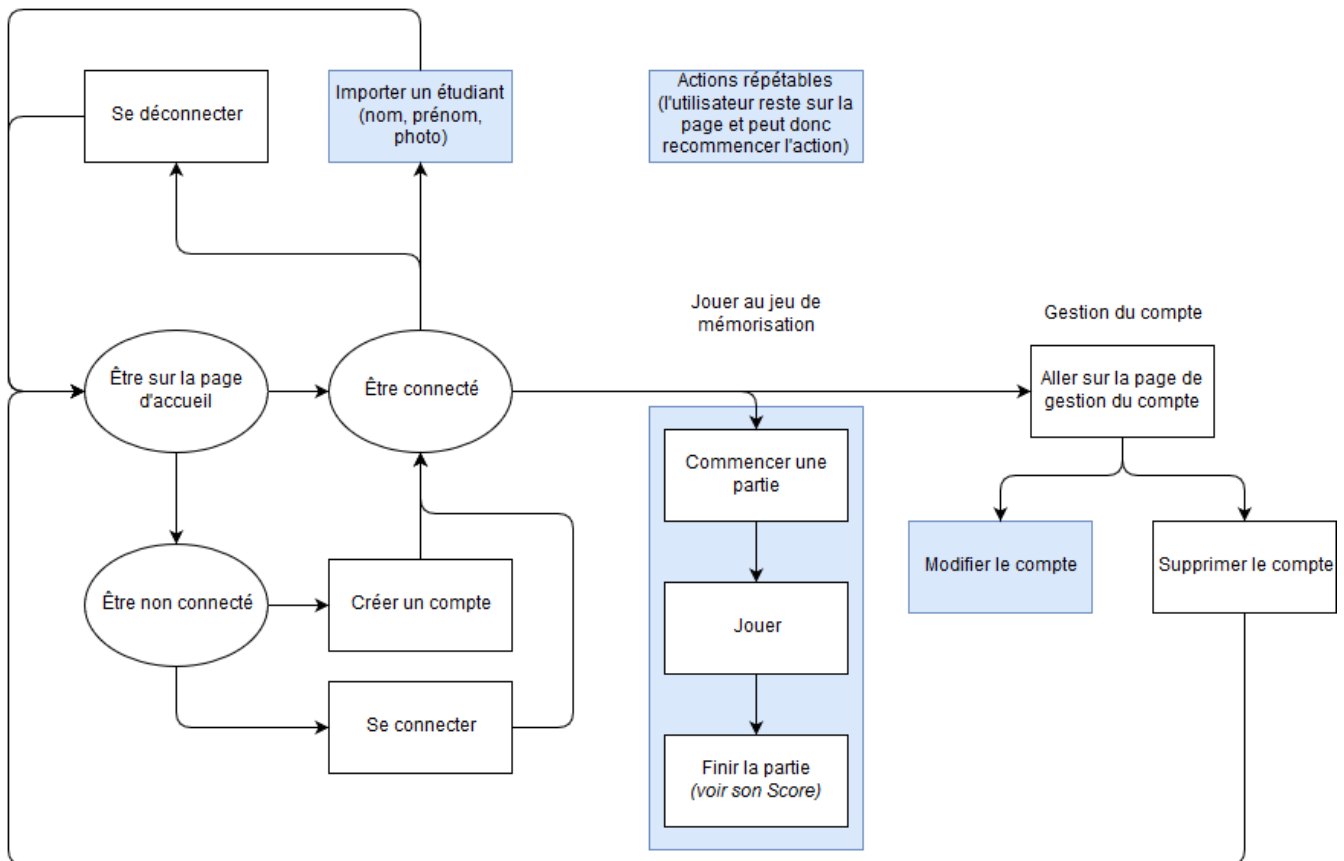 Se déconnecter
Importer un étudiant
(nom, prénom,
photo)
Actions répétables
(l'utilisateur reste sur la
page et peut donc
recommencer l'action)
Jouer au jeu de
mémorisation
Gestion du compte
Être sur la page
d'accueil
Être connecté
Aller sur la page de
gestion du compte
Commencer une
partie
Modifier le compte
Supprimer le compte
Être non connecté
Créer un compte
Jouer
Se connecter
Finir la partie
(voir son Score)